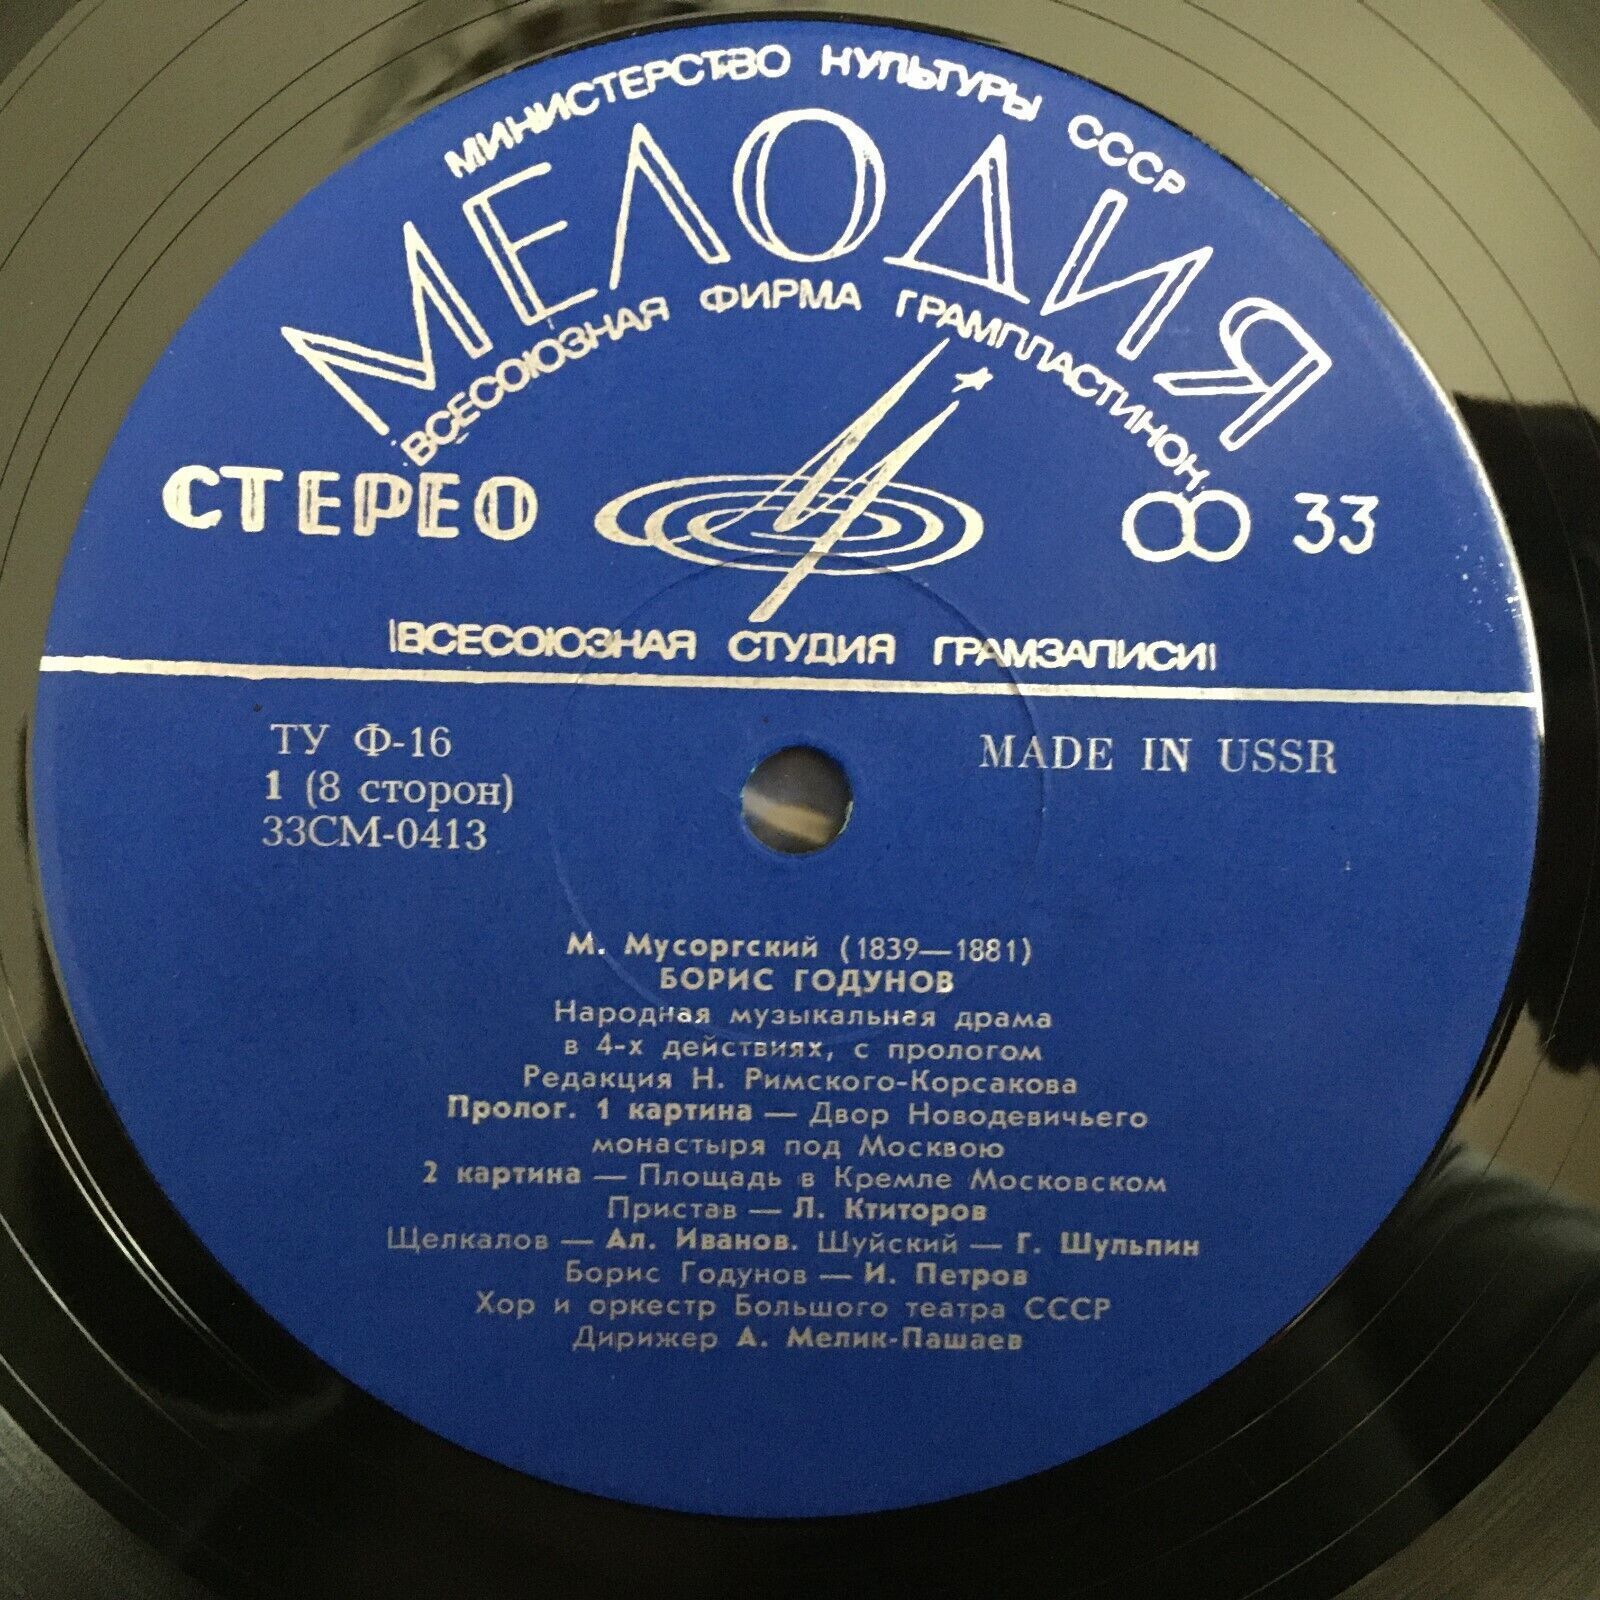 МИНИСТЕРСТВО КУЛЬТУРЫ СССР
МЕЛОДИЯ
ВСЕСОЮЗНАЯ ФИРМА ГРАМПЛАСТИНОК
СТЕРЕО
33
ВСЕСОЮЗНАЯ СТУДИЯ ГРАМЗАПИСИ
ТУ Ф-16
MADE IN USSR
1 (8 сторон)
33СМ-0413
М. Мусоргский (1839—1881)
БОРИС ГОДУНОВ
Народная музыкальная драма
в 4-х действиях, с прологом
Редакция Н. Римского-Корсакова
Пролог. 1 картина — Двор Новодевичьего
монастыря под Москвою
2 картина — Площадь в Кремле Московском
Пристав — Л. Ктиторов
Щелкалов — Ал. Иванов. Шуйский — Г. Шульпин
Борис Годунов — И. Петров
Хор и оркестр Большого театра СССР
Дирижер А. Мелик-Пашаев